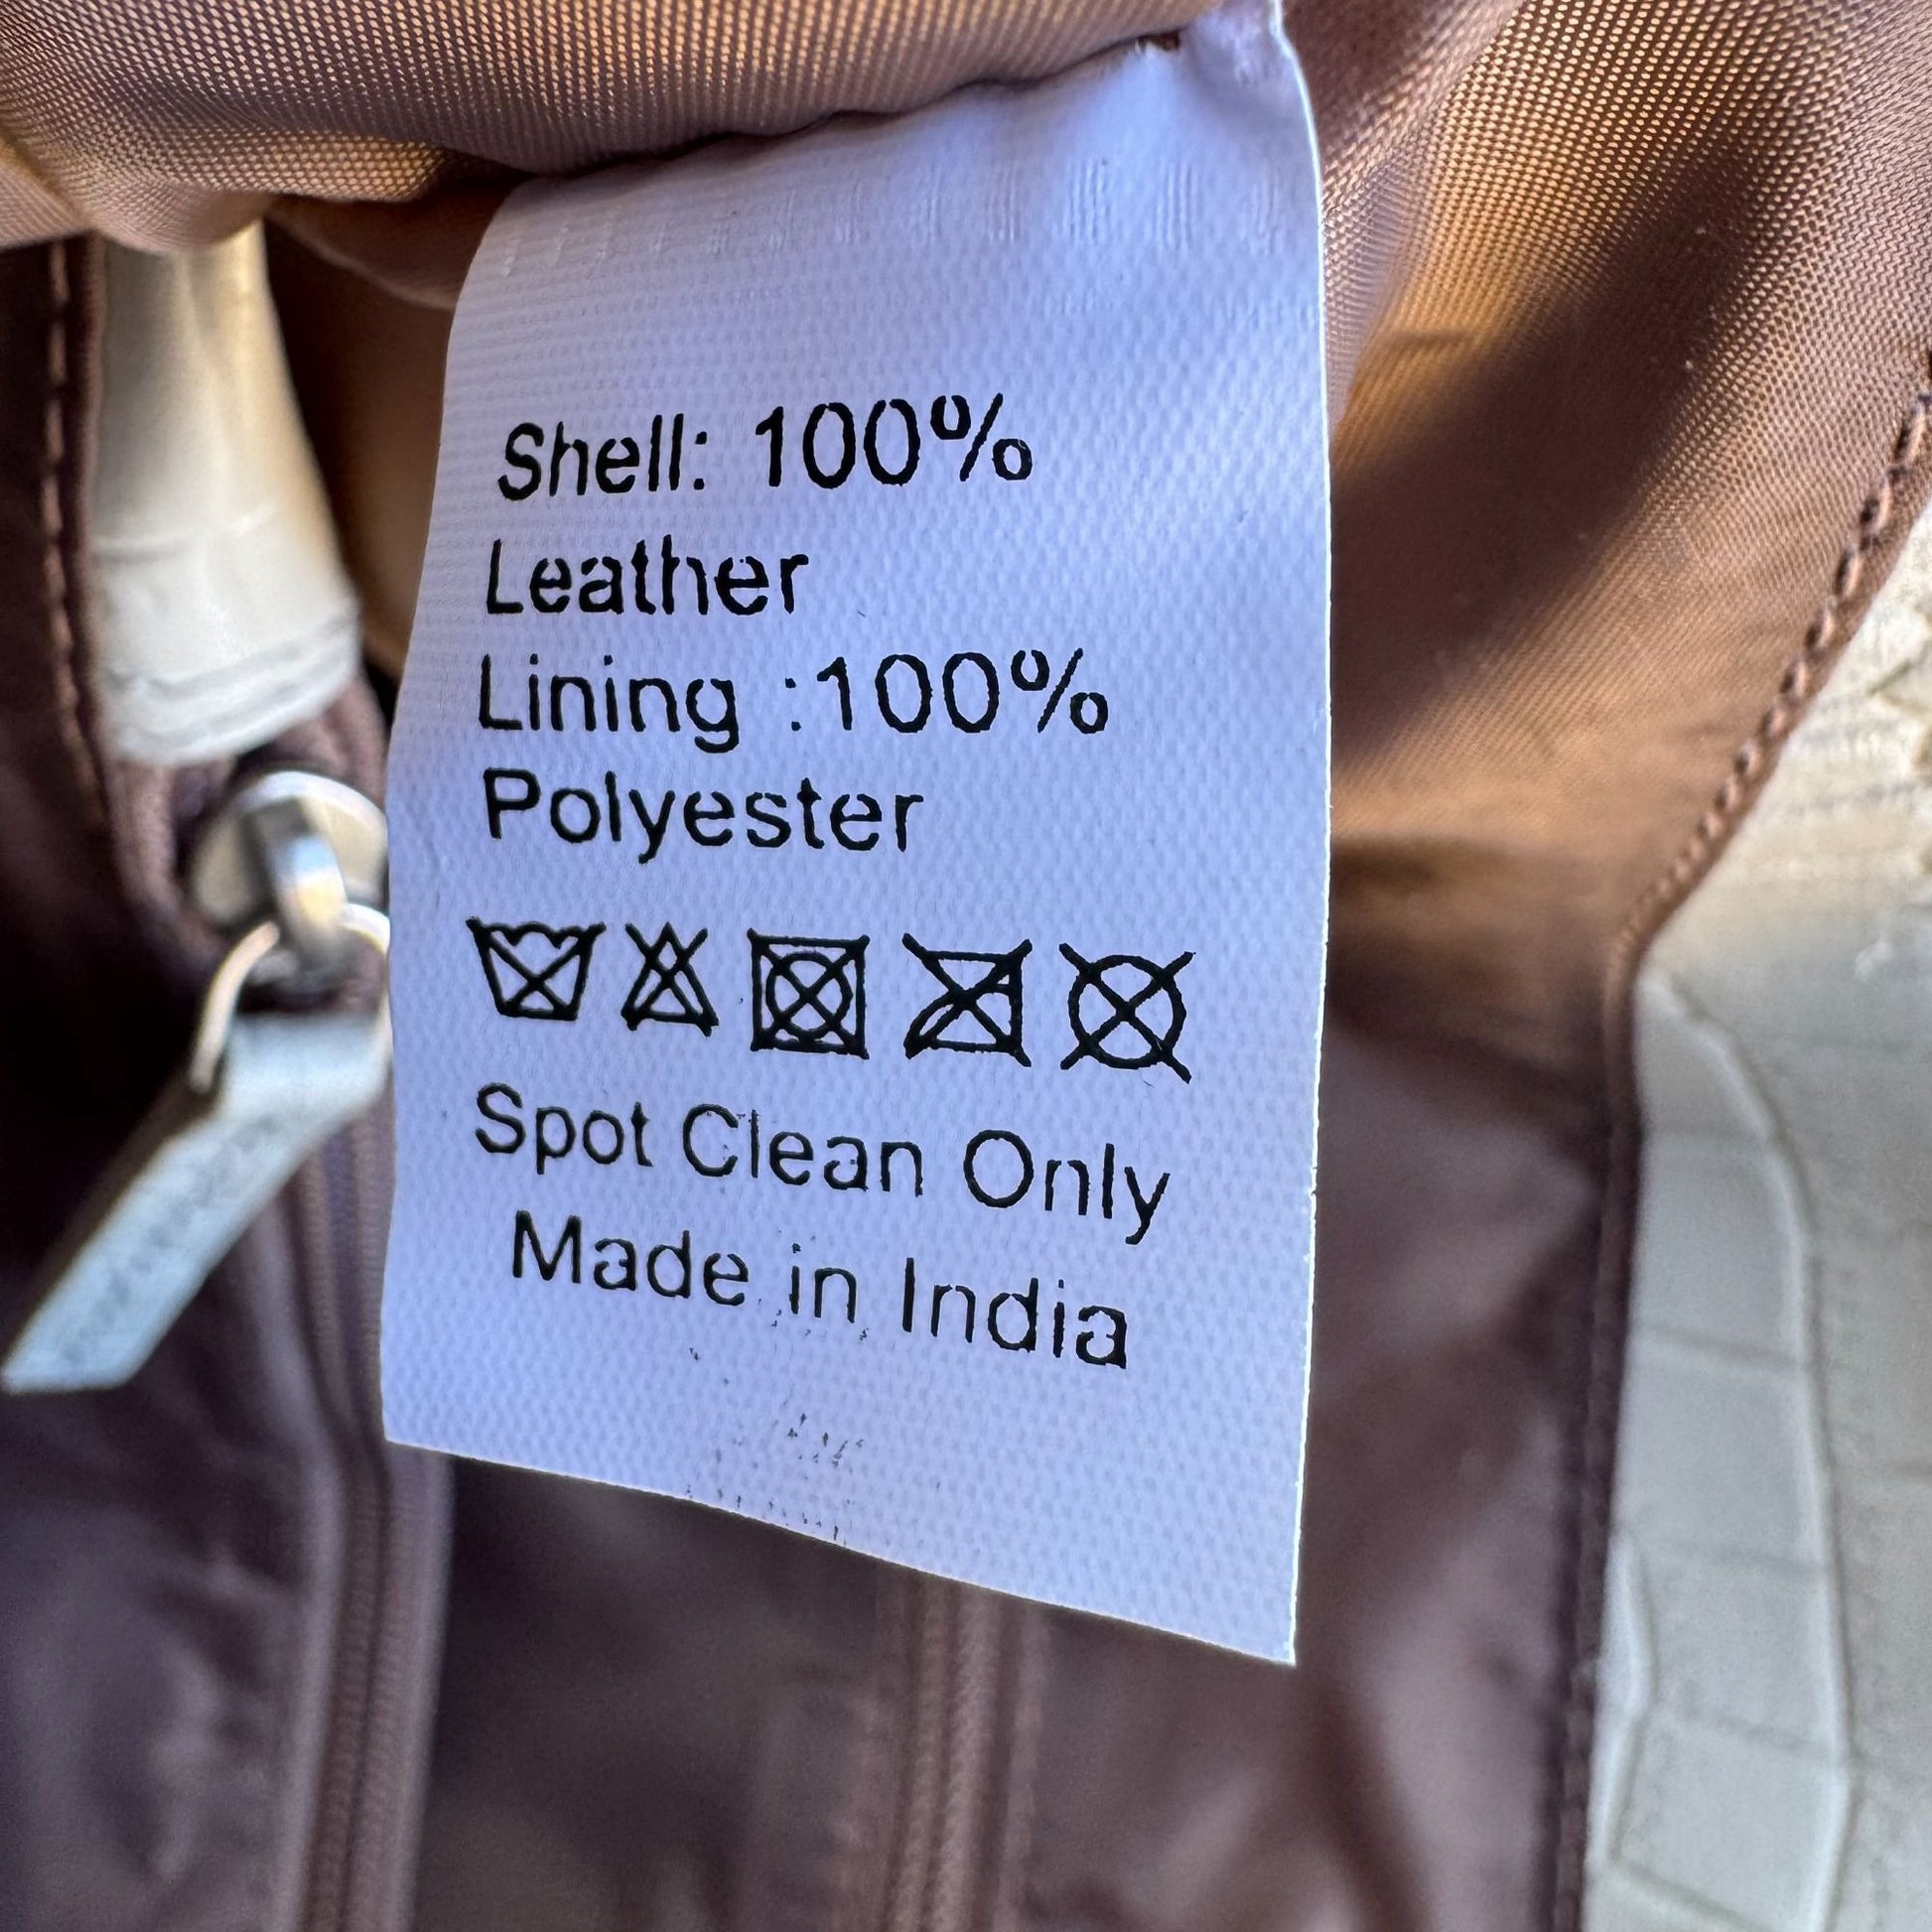 Shell: 100%
Leather
Lining :100%
Polyester
Spot Clean Only
Made in India